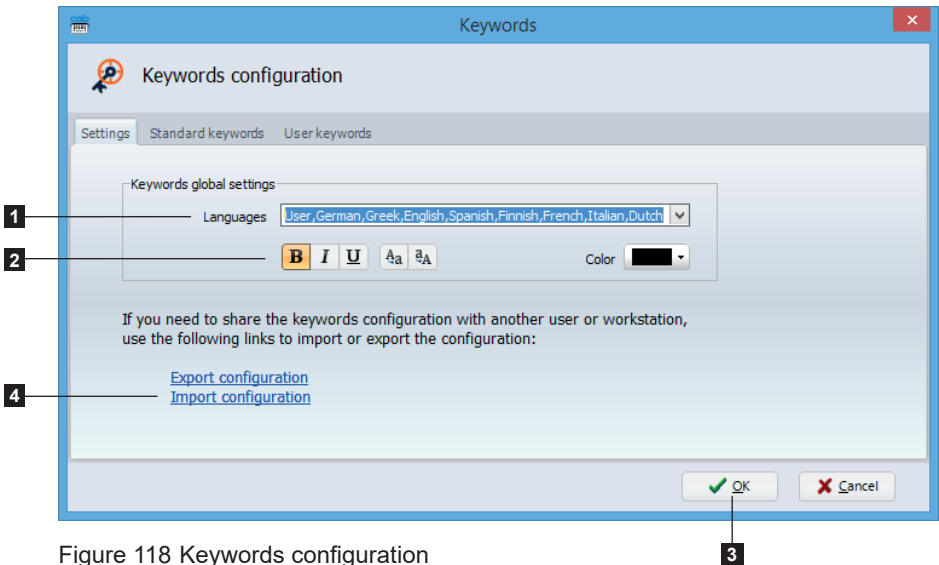 cab
Keywords
Keywords configuration
Settings Standard keywords User keywords
Keywords global settings
1 Languages User,German,Greek,English,Spanish,Finnish,French,Italian,Dutch
2 B I U Aa aA Color
If you need to share the keywords configuration with another user or workstation,
use the following links to import or export the configuration:
Export configuration
4 Import configuration
OK Cancel
Figure 118 Keywords configuration 3